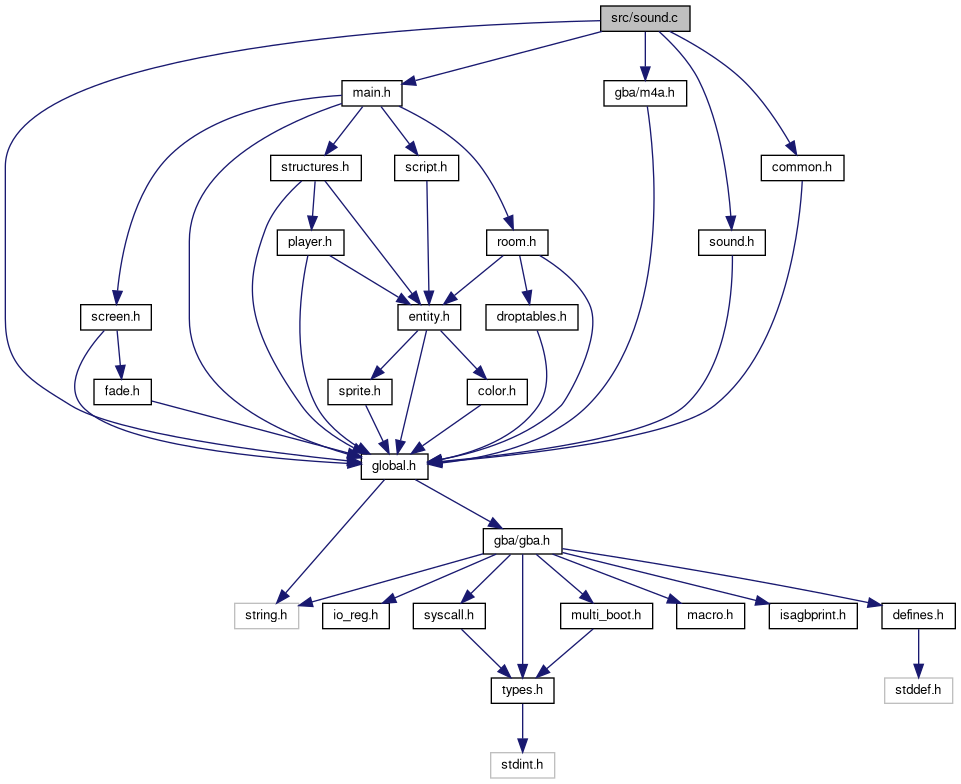 src/sound.c
main.h
gba/m4a.h
structures.h
script.h
common.h
player.h
room.h
sound.h
screen.h
entity.h
droptables.h
fade.h
sprite.h
color.h
global.h
gba/gba.h
string.h
io_reg.h
syscall.h
multi_boot.h
macro.h
isagbprint.h
defines.h
types.h
stddef.h
stdint.h